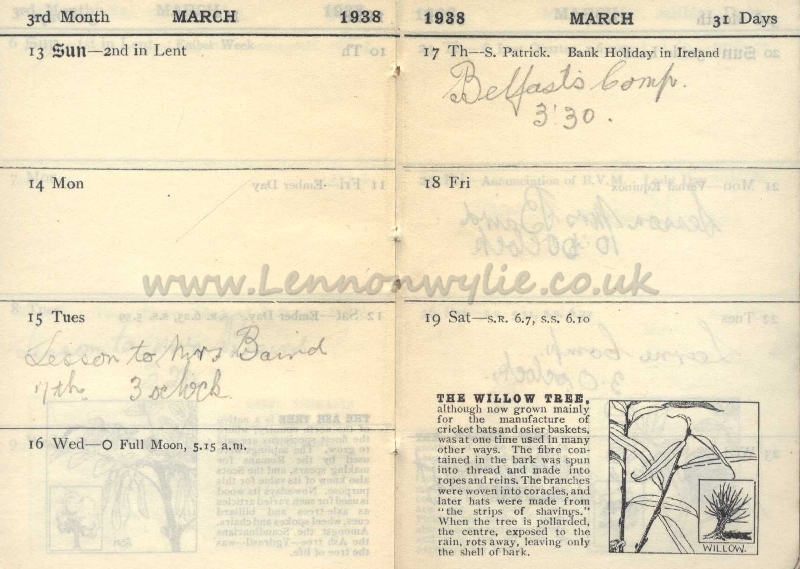 3rd Month MARCH 1938
13 Sun—2nd in Lent
14 Mon
15 Tues
Lesson to Mrs Baird
3 oclock
16 Wed—O Full Moon, 5.15 a.m.
1938 MARCH 31 Days
17 Th—S. Patrick. Bank Holiday in Ireland
Belfast's Comp.
3.30.
18 Fri
19 Sat—S.R. 6.7, S.S. 6.10
THE WILLOW TREE,
although now grown mainly
for the manufacture of
cricket bats and osier baskets,
was at one time used in many
other ways. The fibre con-
tained in the bark was spun
into thread and made into
ropes and reins. The branches
were woven into coracles, and
later hats were made from
"the strips of shavings."
When the tree is pollarded,
the centre, exposed to the
rain, rots away, leaving only
the shell of bark.
WILLOW.
www.Lennonwylie.co.uk